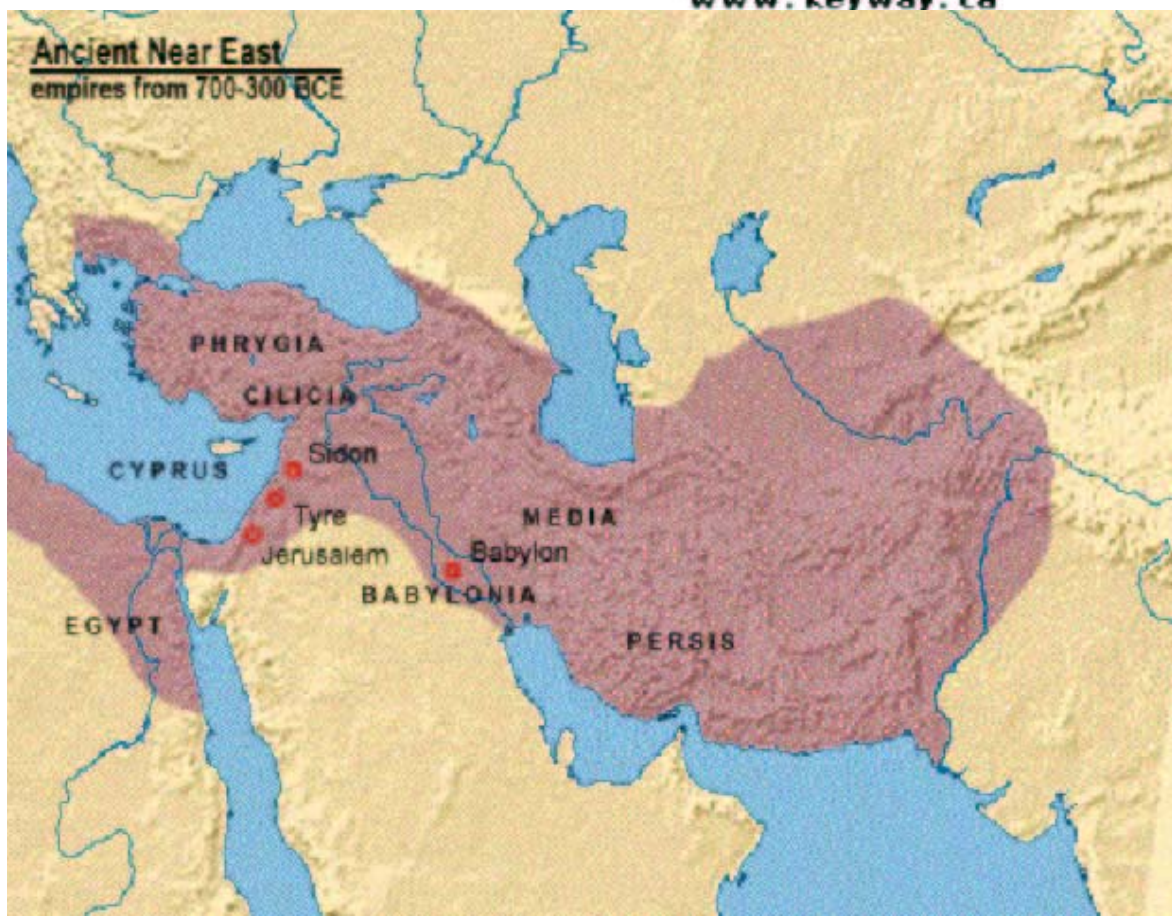 www.keyway.ca
Ancient Near East
empires from 700-300 BCE
PHRYGIA
CILICIA
CYPRUS
Sidon
Tyre
Jerusalem
MEDIA
Babylon
BABYLONIA
EGYPT
PERSIS